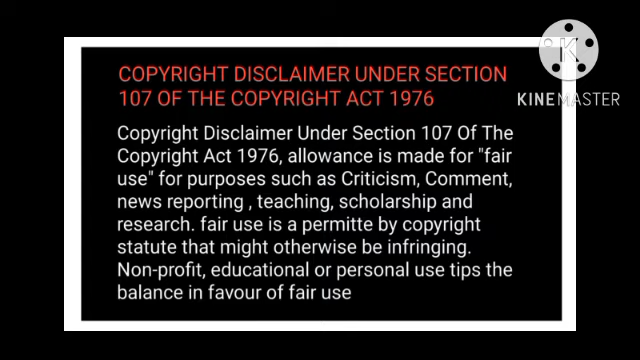 COPYRIGHT DISCLAIMER UNDER SECTION
107 OF THE COPYRIGHT ACT 1976
K
KINEMASTER
Copyright Disclaimer Under Section 107 Of The
Copyright Act 1976, allowance is made for "fair
use" for purposes such as Criticism, Comment,
news reporting , teaching, scholarship and
research. fair use is a permitte by copyright
statute that might otherwise be infringing.
Non-profit, educational or personal use tips the
balance in favour of fair use